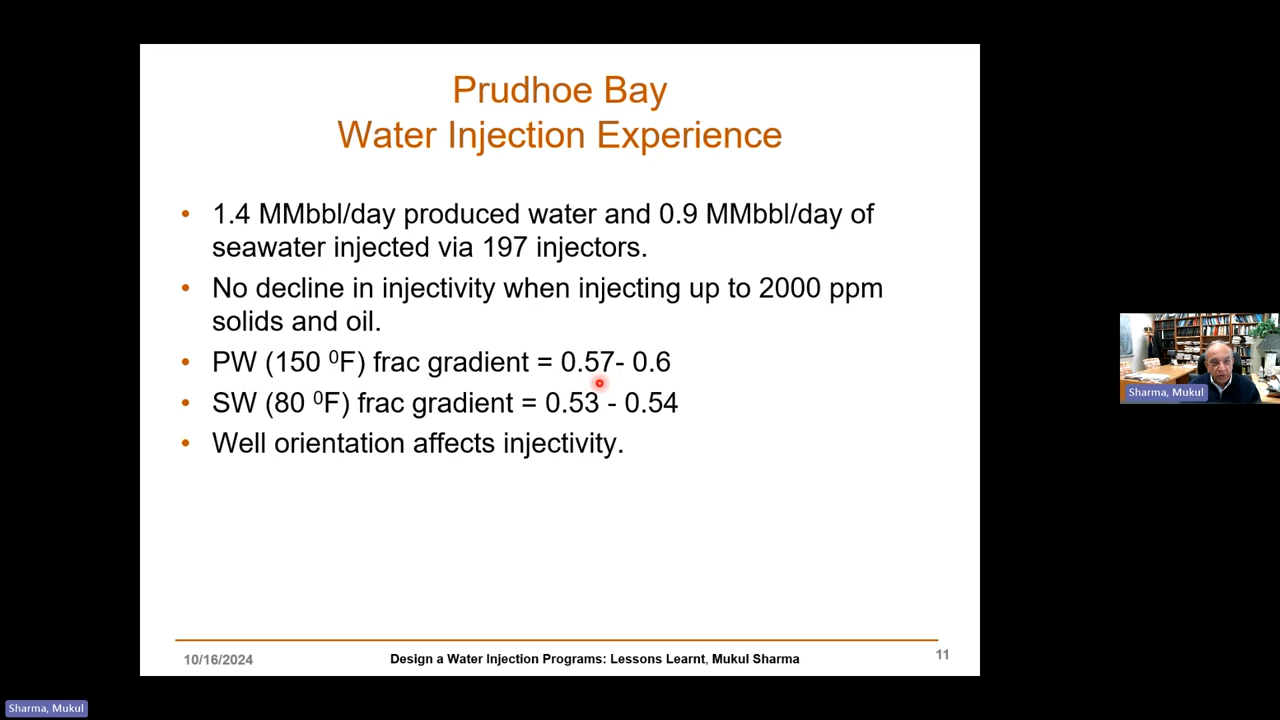 Prudhoe Bay
Water Injection Experience
• 1.4 MMbbl/day produced water and 0.9 MMbbl/day of
seawater injected via 197 injectors.
• No decline in injectivity when injecting up to 2000 ppm
solids and oil.
• PW (150 ⁰F) frac gradient = 0.57- 0.6
• SW (80 ⁰F) frac gradient = 0.53 - 0.54
• Well orientation affects injectivity.
10/16/2024
Design a Water Injection Programs: Lessons Learnt, Mukul Sharma
11
Sharma, Mukul
Sharma, Mukul